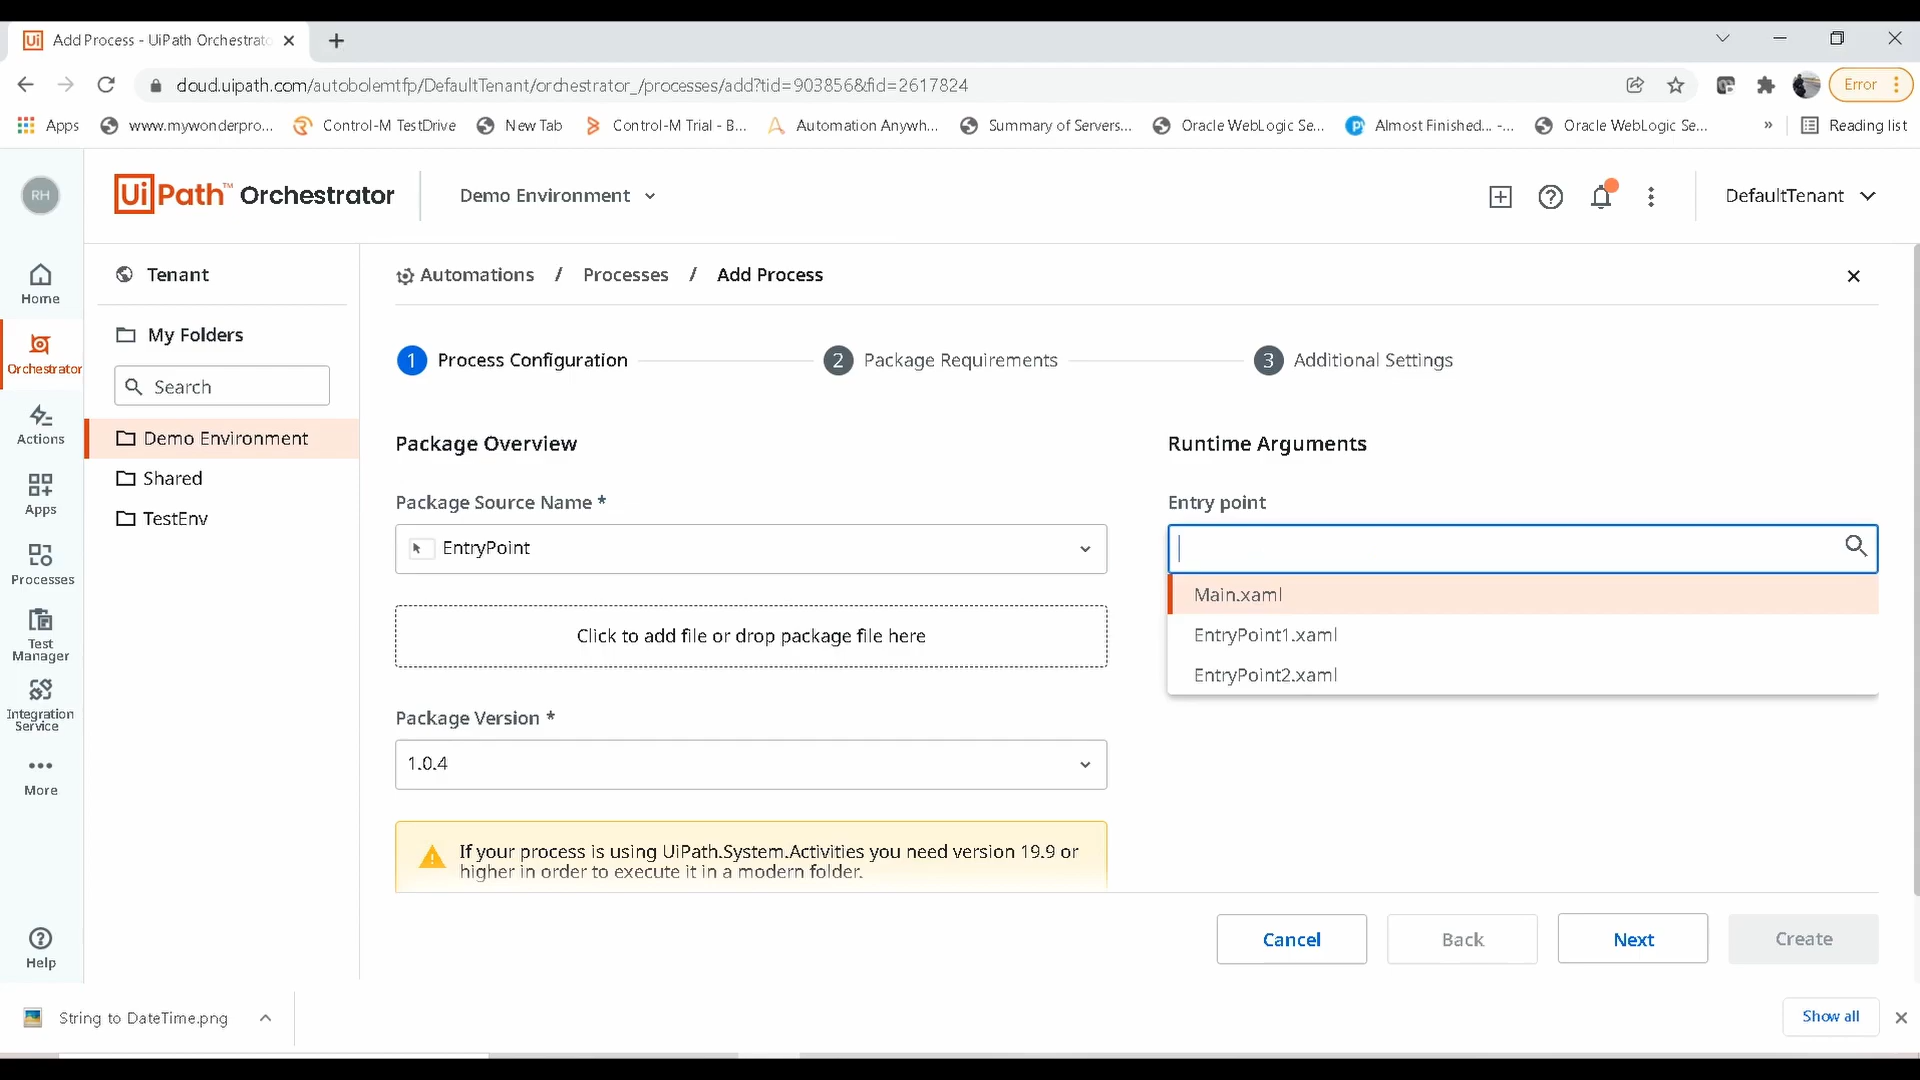 Add Process - UiPath Orchestrato
cloud.uipath.com/autobolemtfp/DefaultTenant/orchestrator_/processes/add?tid=903856&fid=2617824
Error
Apps
www.mywonderpro...
Control-M TestDrive
New Tab
Control-M Trial - B...
Automation Anywh...
Summary of Servers...
Oracle WebLogic Se...
Almost Finished... -...
Oracle WebLogic Se...
»
Reading list
RH
UiPath™ Orchestrator
Demo Environment
DefaultTenant
Home
Orchestrator
Actions
Apps
Processes
Test
Manager
Integration
Service
More
Help
Tenant
My Folders
Search
Demo Environment
Shared
TestEnv
Automations / Processes / Add Process
1 Process Configuration
2 Package Requirements
3 Additional Settings
Package Overview
Package Source Name *
EntryPoint
Click to add file or drop package file here
Package Version *
1.0.4
If your process is using UiPath.System.Activities you need version 19.9 or
higher in order to execute it in a modern folder.
Runtime Arguments
Entry point
Main.xaml
EntryPoint1.xaml
EntryPoint2.xaml
Cancel
Back
Next
Create
String to DateTime.png
Show all